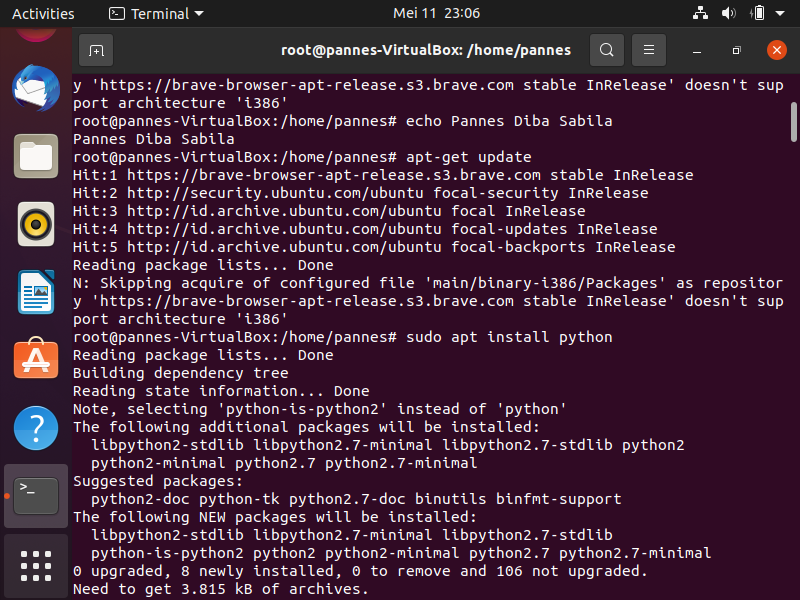 Activities Terminal Mei 11 23:06
root@pannes-VirtualBox: /home/pannes
y 'https://brave-browser-apt-release.s3.brave.com stable InRelease' doesn't sup
port architecture 'i386'
root@pannes-VirtualBox:/home/pannes# echo Pannes Diba Sabila
Pannes Diba Sabila
root@pannes-VirtualBox:/home/pannes# apt-get update
Hit:1 https://brave-browser-apt-release.s3.brave.com stable InRelease
Hit:2 http://security.ubuntu.com/ubuntu focal-security InRelease
Hit:3 http://id.archive.ubuntu.com/ubuntu focal InRelease
Hit:4 http://id.archive.ubuntu.com/ubuntu focal-updates InRelease
Hit:5 http://id.archive.ubuntu.com/ubuntu focal-backports InRelease
Reading package lists... Done
N: Skipping acquire of configured file 'main/binary-i386/Packages' as repositor
y 'https://brave-browser-apt-release.s3.brave.com stable InRelease' doesn't sup
port architecture 'i386'
root@pannes-VirtualBox:/home/pannes# sudo apt install python
Reading package lists... Done
Building dependency tree
Reading state information... Done
Note, selecting 'python-is-python2' instead of 'python'
The following additional packages will be installed:
  libpython2-stdlib libpython2.7-minimal libpython2.7-stdlib python2
  python2-minimal python2.7 python2.7-minimal
Suggested packages:
  python2-doc python-tk python2.7-doc binutils binfmt-support
The following NEW packages will be installed:
  libpython2-stdlib libpython2.7-minimal libpython2.7-stdlib
  python-is-python2 python2 python2-minimal python2.7 python2.7-minimal
0 upgraded, 8 newly installed, 0 to remove and 106 not upgraded.
Need to get 3.815 kB of archives.